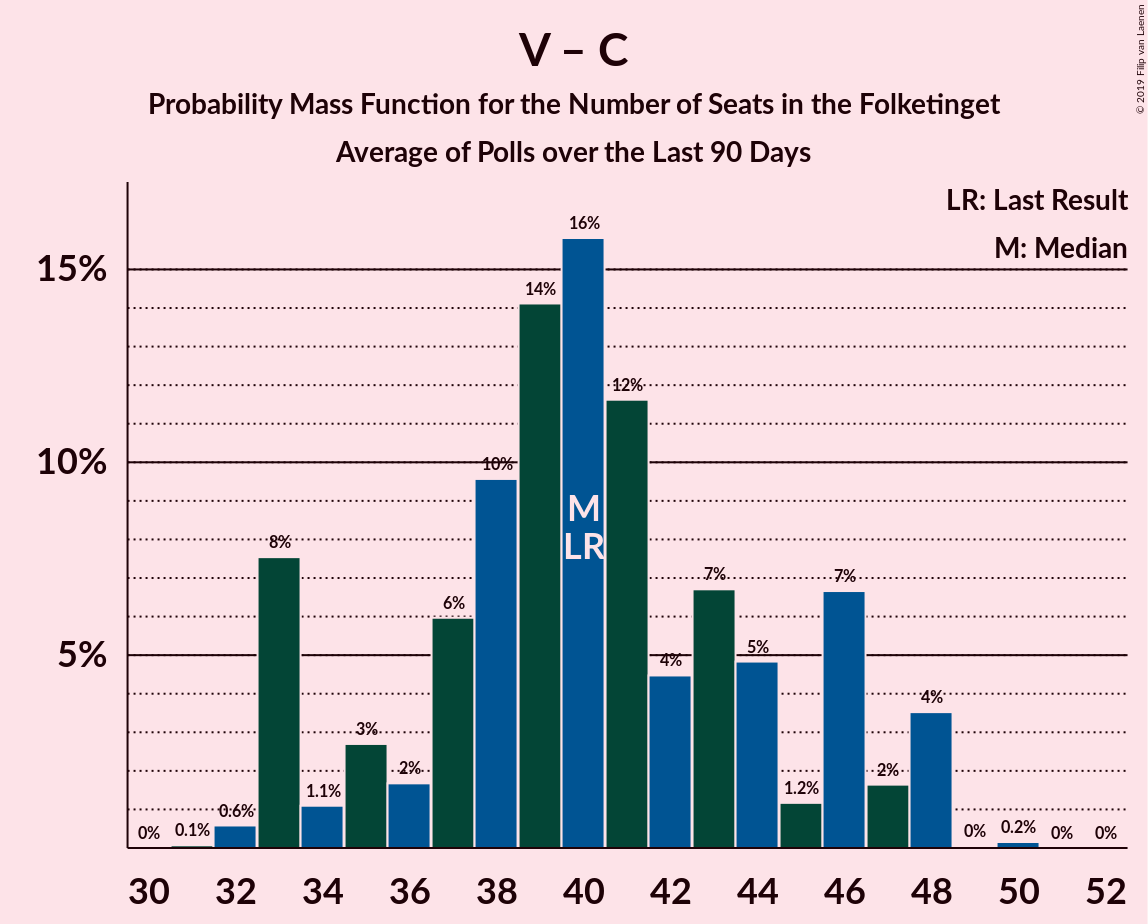 V – C
Probability Mass Function for the Number of Seats in the Folketinget
Average of Polls over the Last 90 Days
© 2019 Filip van Laenen
LR: Last Result
M: Median
15%
10%
5%
0%
0.1%
0.6%
8%
1.1%
3%
2%
6%
10%
14%
16%
12%
4%
7%
5%
1.2%
7%
2%
4%
0%
0.2%
0%
0%
M
LR
30 32 34 36 38 40 42 44 46 48 50 52